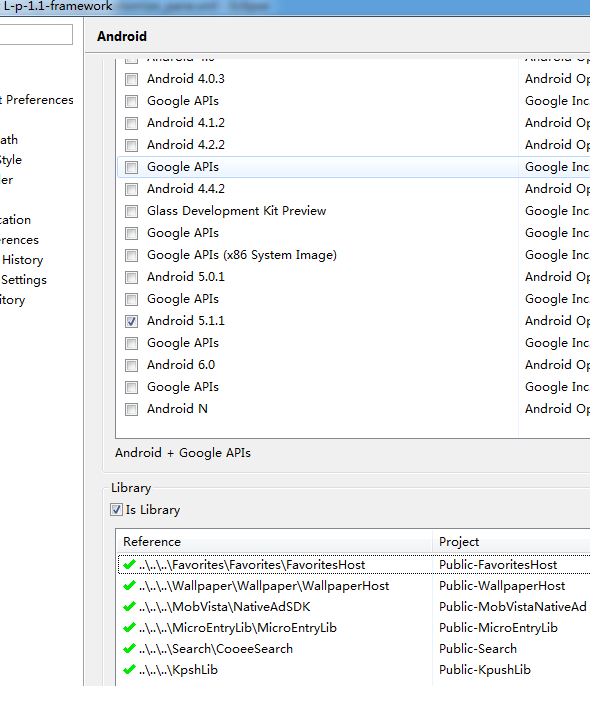 L-p-1.1-framework
Android
t Preferences
ath
Style
ler
cation
erences
History
Settings
itory
Android 4.0.3 Android Op
Google APIs Google Inc.
Android 4.1.2 Android Op
Android 4.2.2 Android Op
Google APIs Google Inc.
Android 4.4.2 Android Op
Glass Development Kit Preview Google Inc.
Google APIs Google Inc.
Google APIs (x86 System Image) Google Inc.
Android 5.0.1 Android Op
Google APIs Google Inc.
Android 5.1.1 Android Op
Google APIs Google Inc.
Android 6.0 Android Op
Google APIs Google Inc.
Android N Android Op
Android + Google APIs
Library
Is Library
Reference Project
..\..\..\Favorites\Favorites\FavoritesHost Public-FavoritesHost
..\..\..\Wallpaper\Wallpaper\WallpaperHost Public-WallpaperHost
..\..\..\MobVista\NativeAdSDK Public-MobVistaNativeAd
..\..\..\MicroEntryLib\MicroEntryLib Public-MicroEntryLib
..\..\..\Search\CooeeSearch Public-Search
..\..\..\KpshLib Public-KpushLib